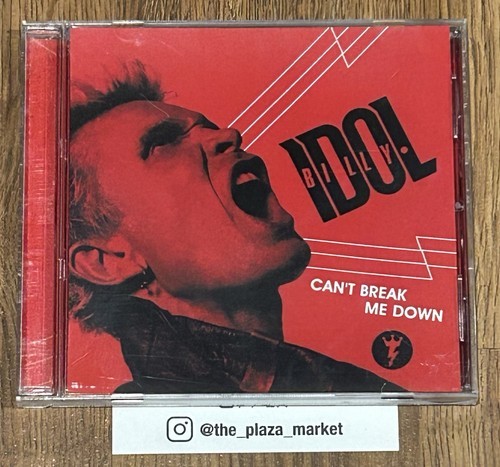 BILLY
IDOL
CAN'T BREAK
ME DOWN
@the_plaza_market